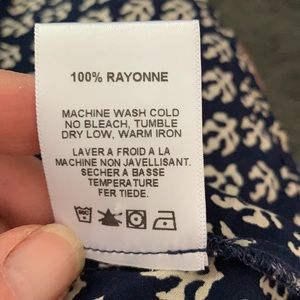 100% RAYONNE
MACHINE WASH COLD
NO BLEACH, TUMBLE
DRY LOW, WARM IRON
LAVER A FROID A LA
MACHINE NON JAVELLISANT.
SECHER A BASSE
TEMPERATURE
FER TIEDE.